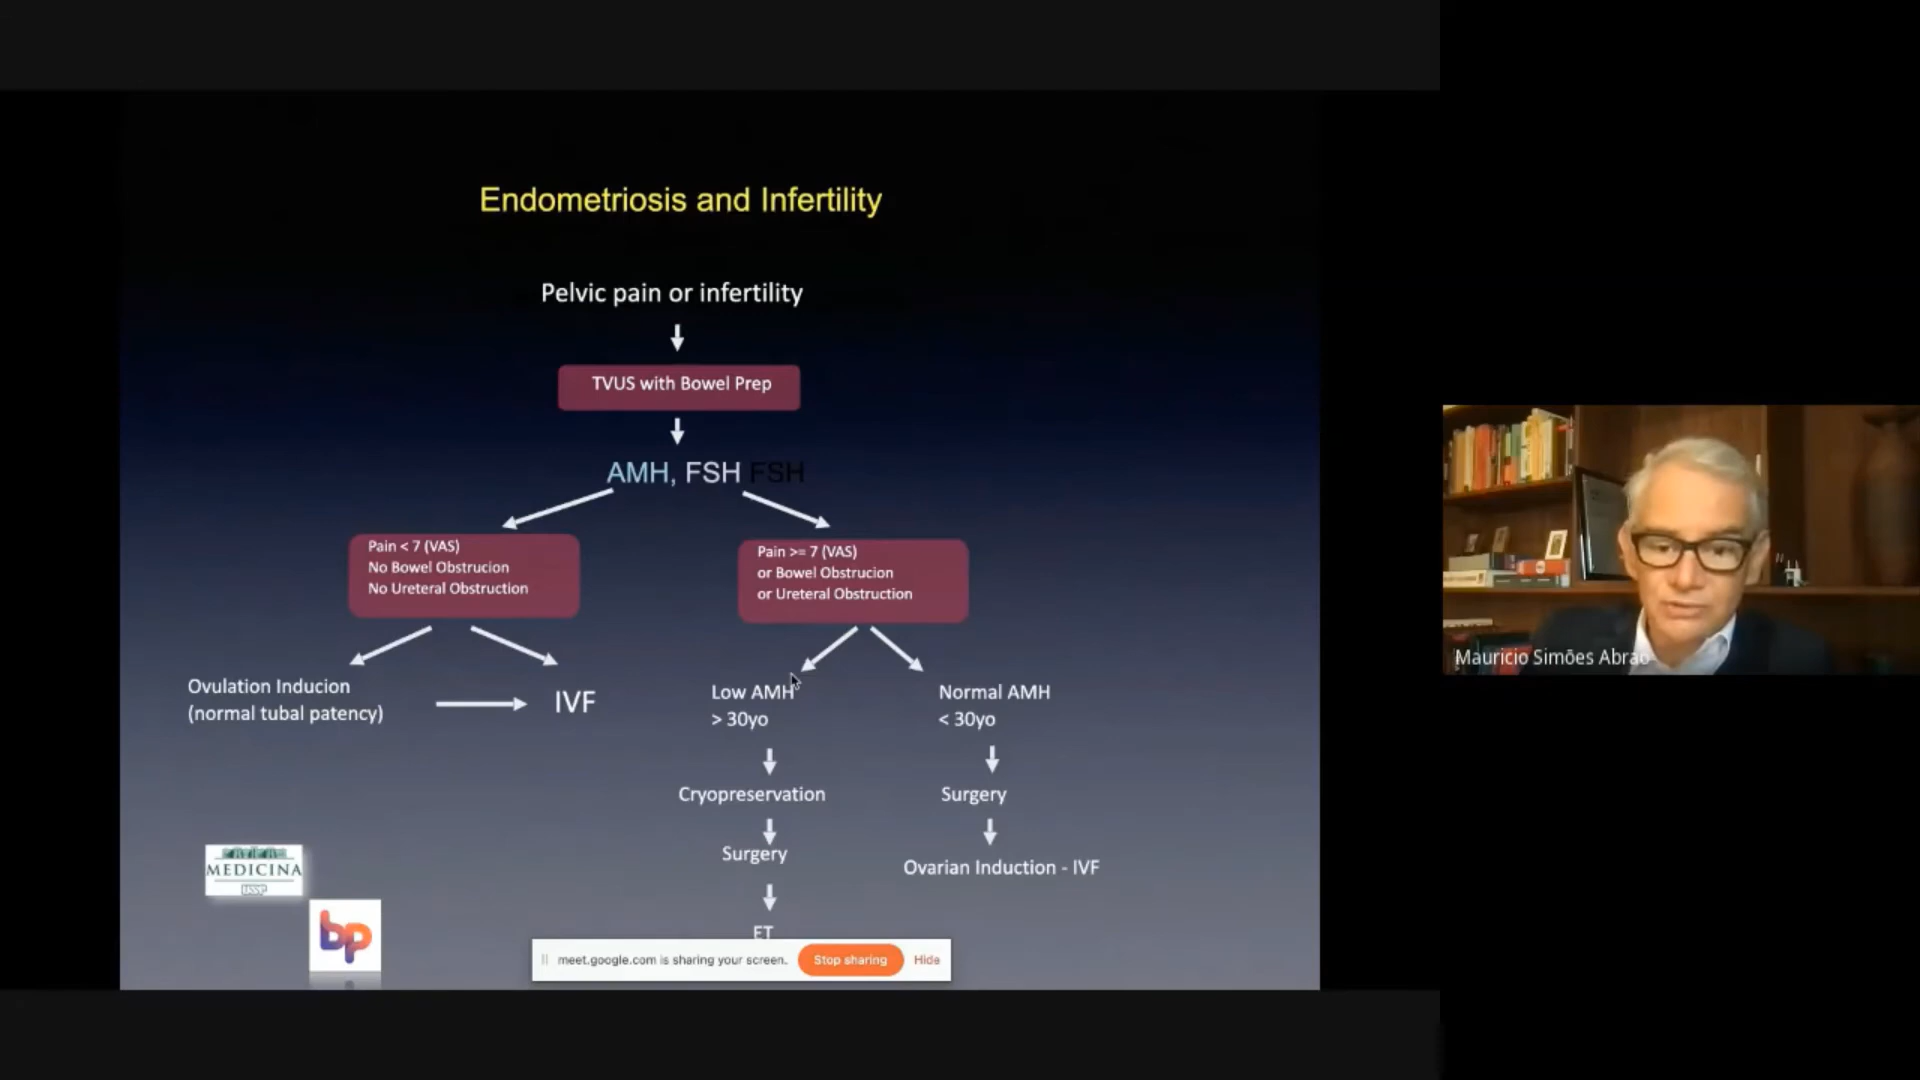 Endometriosis and Infertility
Pelvic pain or infertility
TVUS with Bowel Prep
AMH, FSH FSH
Pain < 7 (VAS)
No Bowel Obstrucion
No Ureteral Obstruction
Pain >= 7 (VAS)
or Bowel Obstrucion
or Ureteral Obstruction
Ovulation Inducion
(normal tubal patency)
IVF
Low AMH
> 30yo
Normal AMH
< 30yo
Cryopreservation
Surgery
Surgery
Ovarian Induction - IVF
ET
MEDICINA
USP
bp
meet.google.com is sharing your screen.
Stop sharing
Hide
Mauricio Simões Abrao